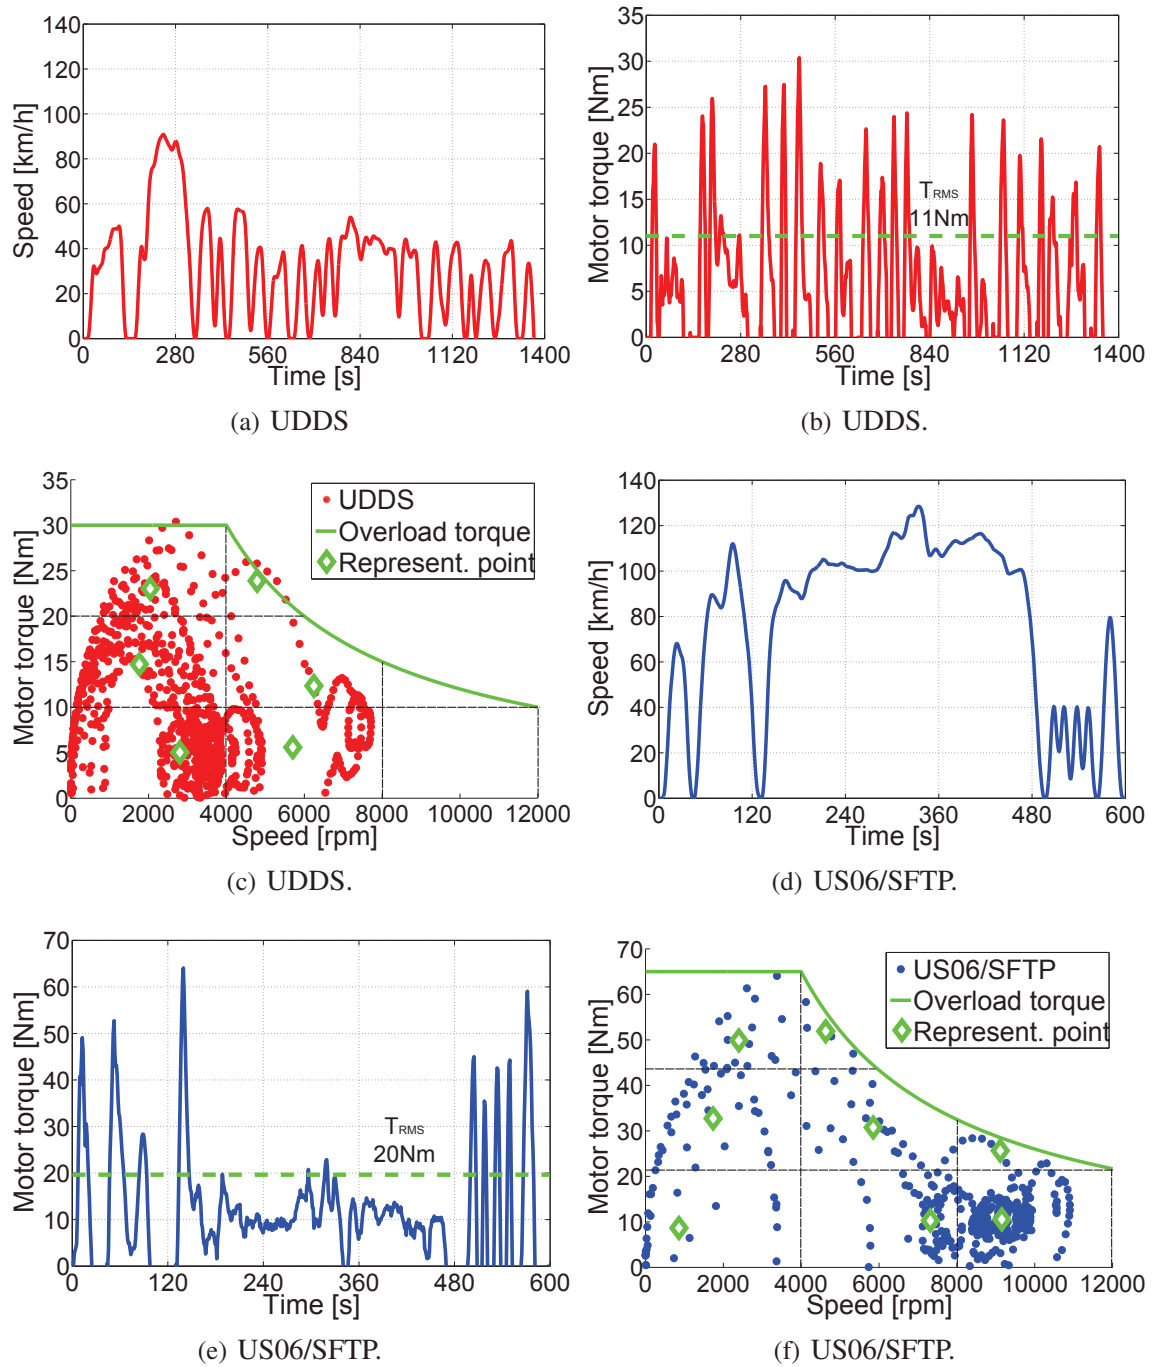 Speed [km/h]
140
120
100
80
60
40
20
0
0 280 560 840 1120 1400
Time [s]
(a) UDDS
Motor torque [Nm]
35
30
25
20
15
10
5
0
TRMS
11Nm
0 280 560 840 1120 1400
Time [s]
(b) UDDS.
Motor torque [Nm]
35
30
25
20
15
10
5
0
UDDS
Overload torque
Represent. point
0 2000 4000 6000 8000 10000 12000
Speed [rpm]
(c) UDDS.
Speed [km/h]
140
120
100
80
60
40
20
0
0 120 240 360 480 600
Time [s]
(d) US06/SFTP.
Motor torque [Nm]
70
60
50
40
30
20
10
0
TRMS
20Nm
0 120 240 360 480 600
Time [s]
(e) US06/SFTP.
Motor torque [Nm]
70
60
50
40
30
20
10
0
US06/SFTP
Overload torque
Represent. point
0 2000 4000 6000 8000 10000 12000
Speed [rpm]
(f) US06/SFTP.